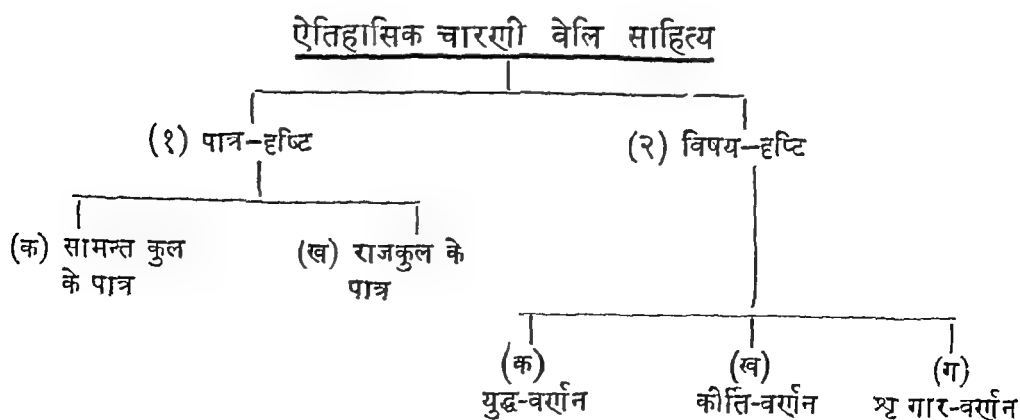 ऐतिहासिक चारणी वेलि साहित्य
(१) पात्र-दृष्टि
(२) विषय-दृष्टि
(क) सामन्त कुल
के पात्र
(ख) राजकुल के
पात्र
(क)
युद्ध-वर्णन
(ख)
कीर्ति-वर्णन
(ग)
शृ गार-वर्णन